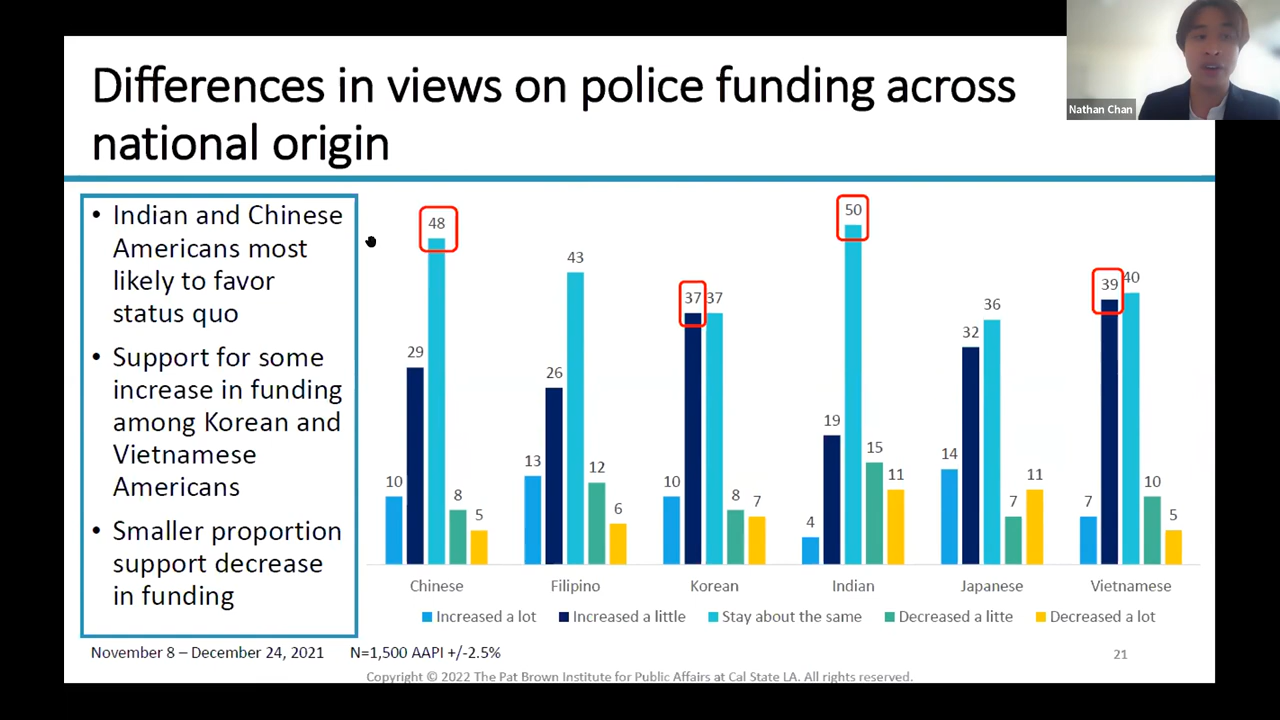 Differences in views on police funding across
national origin
Nathan Chan
• Indian and Chinese
Americans most
likely to favor
status quo
• Support for some
increase in funding
among Korean and
Vietnamese
Americans
• Smaller proportion
support decrease
in funding
10 29 48 8 5
13 26 43 12 6
10 37 37 8 7
4 19 50 15 11
14 32 36 7 11
7 39 40 10 5
Chinese Filipino Korean Indian Japanese Vietnamese
Increased a lot Increased a little Stay about the same Decreased a litte Decreased a lot
November 8 – December 24, 2021 N=1,500 AAPI +/-2.5%
21
Copyright © 2022 The Pat Brown Institute for Public Affairs at Cal State LA. All rights reserved.